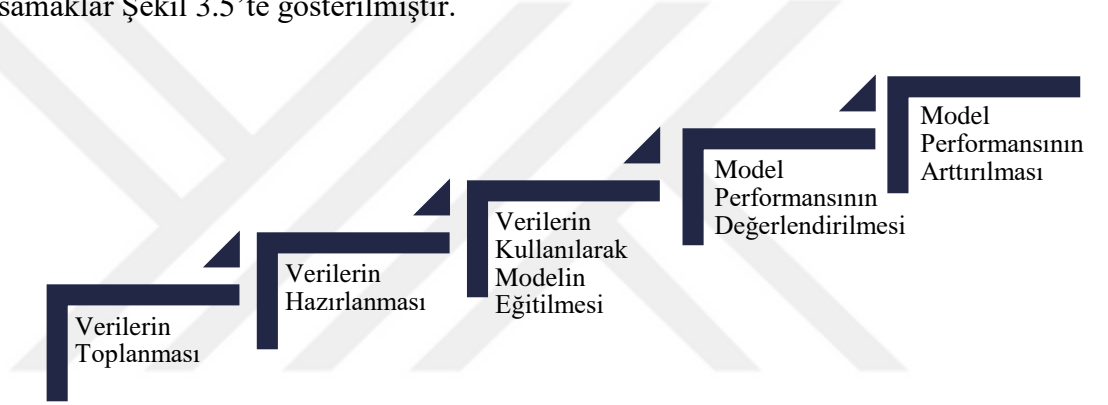 samaklar Şekil 3.5’te gösterilmiştir.
Verilerin
Toplanması
Verilerin
Hazırlanması
Verilerin
Kullanılarak
Modelin
Eğitilmesi
Model
Performansının
Değerlendirilmesi
Model
Performansının
Arttırılması